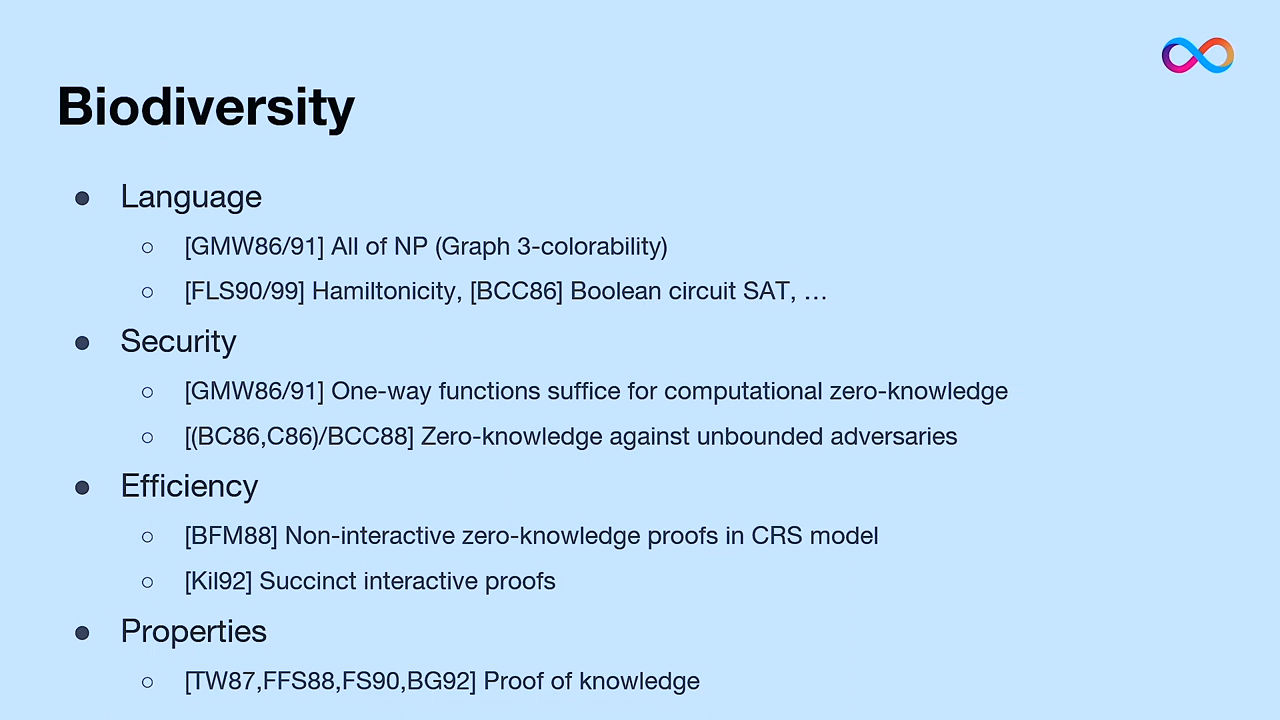 Biodiversity
● Language
○ [GMW86/91] All of NP (Graph 3-colorability)
○ [FLS90/99] Hamiltonicity, [BCC86] Boolean circuit SAT, …
● Security
○ [GMW86/91] One-way functions suffice for computational zero-knowledge
○ [(BC86,C86)/BCC88] Zero-knowledge against unbounded adversaries
● Efficiency
○ [BFM88] Non-interactive zero-knowledge proofs in CRS model
○ [Kil92] Succinct interactive proofs
● Properties
○ [TW87,FFS88,FS90,BG92] Proof of knowledge